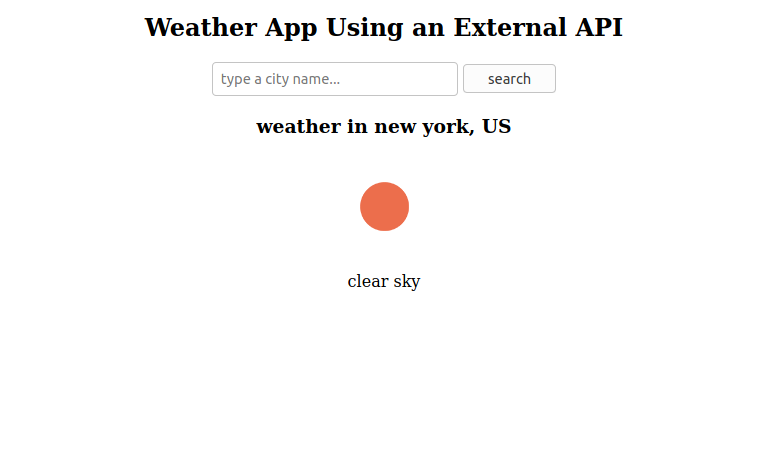 Weather App Using an External API
type a city name...
search
weather in new york, US
clear sky